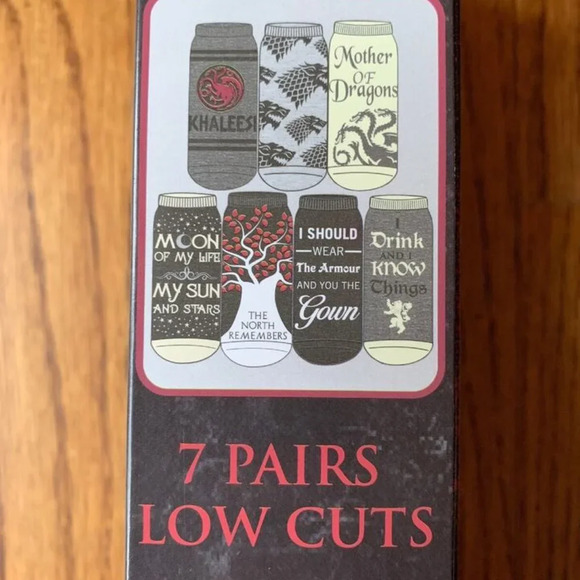 KHALEESI
Mother
OF
Dragons
MOON
OF MY LIFE
MY SUN
AND STARS
THE
NORTH
REMEMBERS
I SHOULD
WEAR
The Armour
AND YOU THE
Gown
I
Drink
AND I
KNOW
Things
7 PAIRS
LOW CUTS